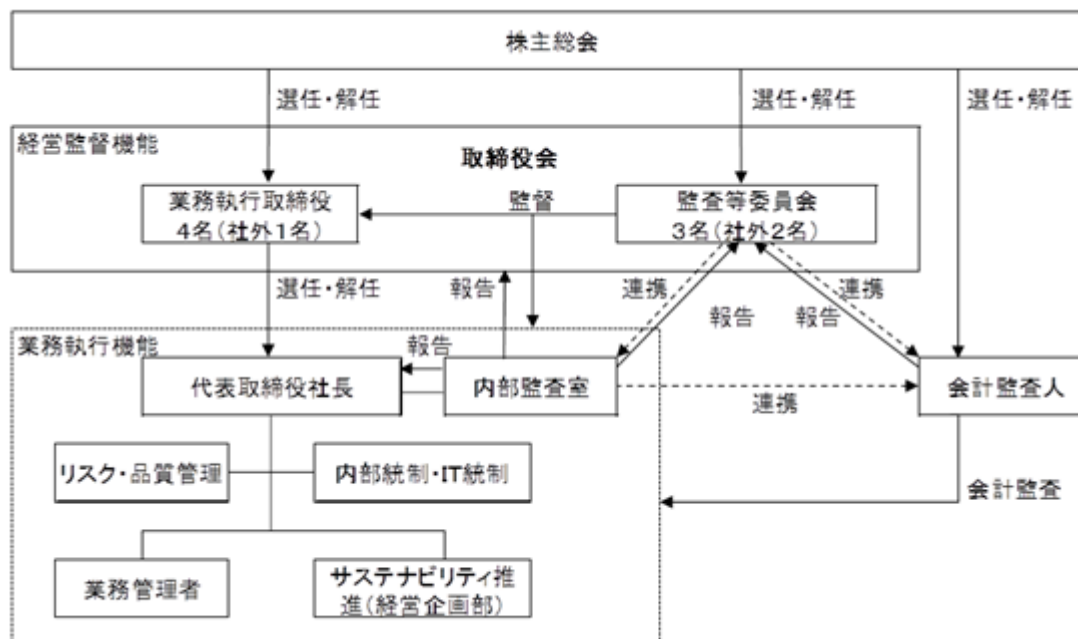 株主総会
選任・解任
選任・解任
選任・解任
経営監督機能
取締役会
業務執行取締役
4名(社外1名)
監督
監査等委員会
3名(社外2名)
選任・解任
報告
連携
報告
報告
連携
業務執行機能
報告
代表取締役社長
内部監査室
連携
会計監査人
リスク・品質管理
内部統制・IT統制
会計監査
業務管理者
サステナビリティ推
進(経営企画部)